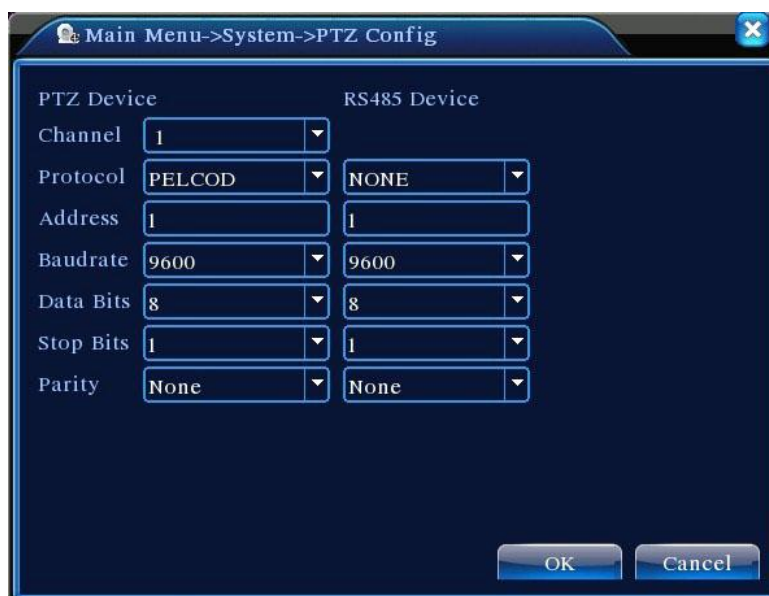 Main Menu->System->PTZ Config
PTZ Device RS485 Device
Channel 1
Protocol PELCOD NONE
Address 1 1
Baudrate 9600 9600
Data Bits 8 8
Stop Bits 1 1
Parity None None
OK Cancel